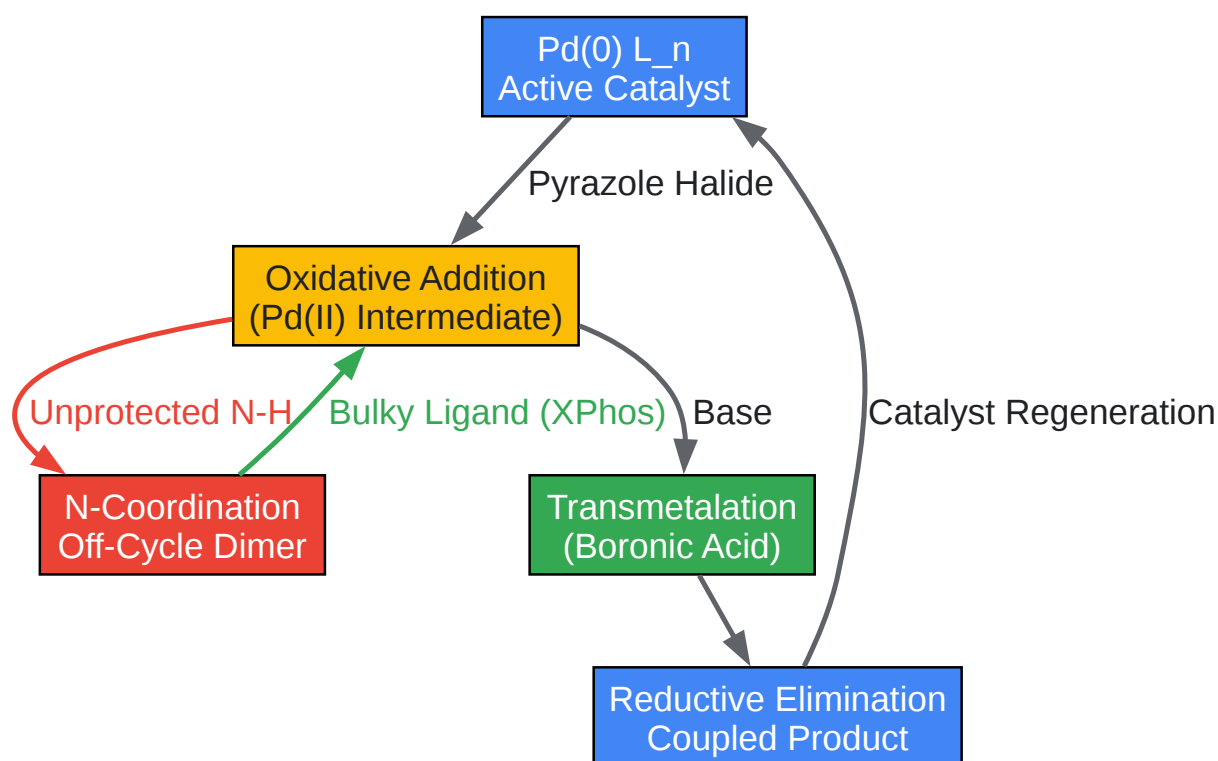 Pd(0) L_n
Active Catalyst
Pyrazole Halide
Oxidative Addition
(Pd(II) Intermediate)
Unprotected N-H
Bulky Ligand (XPhos)
Base
Catalyst Regeneration
N-Coordination
Off-Cycle Dimer
Transmetalation
(Boronic Acid)
Reductive Elimination
Coupled Product